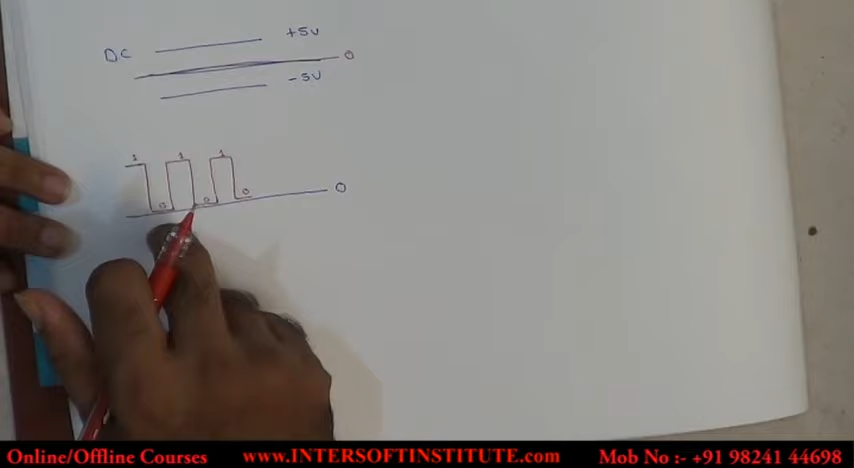 +5V
DC
0
-5V
1 1 1
0 0 0
0
Online/Offline Courses www.INTERSOFTINSTITUTE.com Mob No :- +91 98241 44698